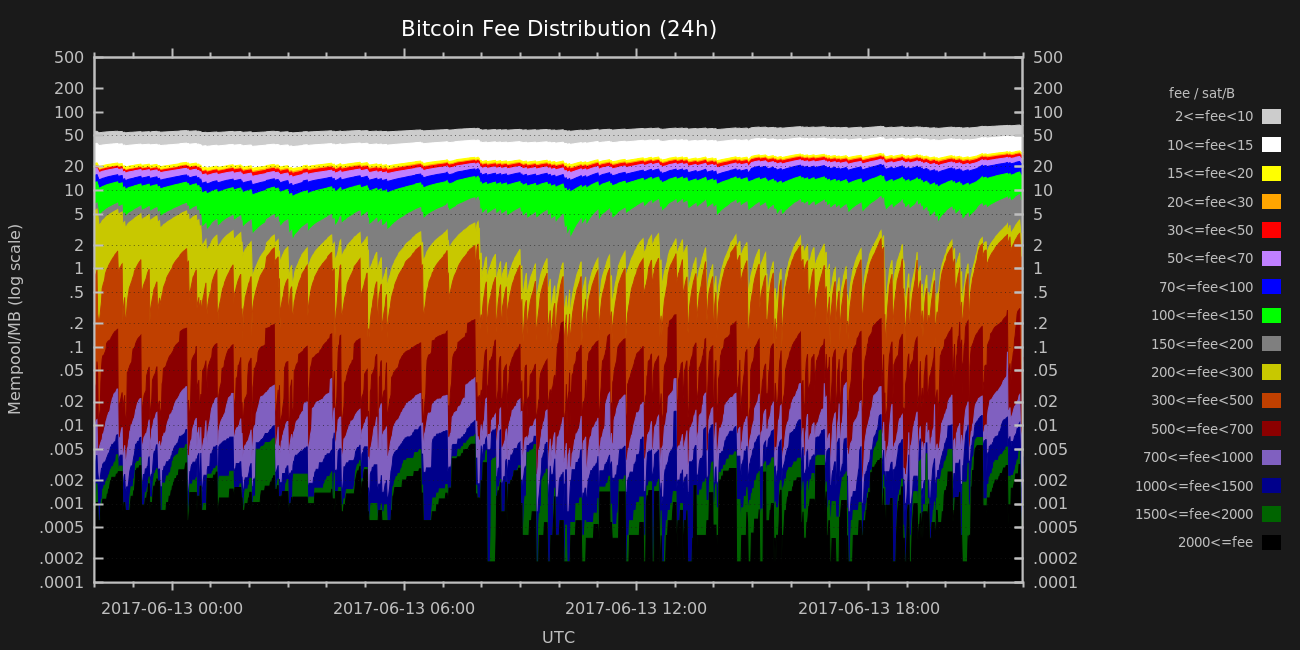 Bitcoin Fee Distribution (24h)
500
200
100
50
20
10
5
2
1
.5
.2
.1
.05
.02
.01
.005
.002
.001
.0005
.0002
.0001
Mempool/MB (log scale)
500
200
100
50
20
10
5
2
1
.5
.2
.1
.05
.02
.01
.005
.002
.001
.0005
.0002
.0001
fee / sat/B
2<=fee<10
10<=fee<15
15<=fee<20
20<=fee<30
30<=fee<50
50<=fee<70
70<=fee<100
100<=fee<150
150<=fee<200
200<=fee<300
300<=fee<500
500<=fee<700
700<=fee<1000
1000<=fee<1500
1500<=fee<2000
2000<=fee
2017-06-13 00:00 2017-06-13 06:00 2017-06-13 12:00 2017-06-13 18:00
UTC